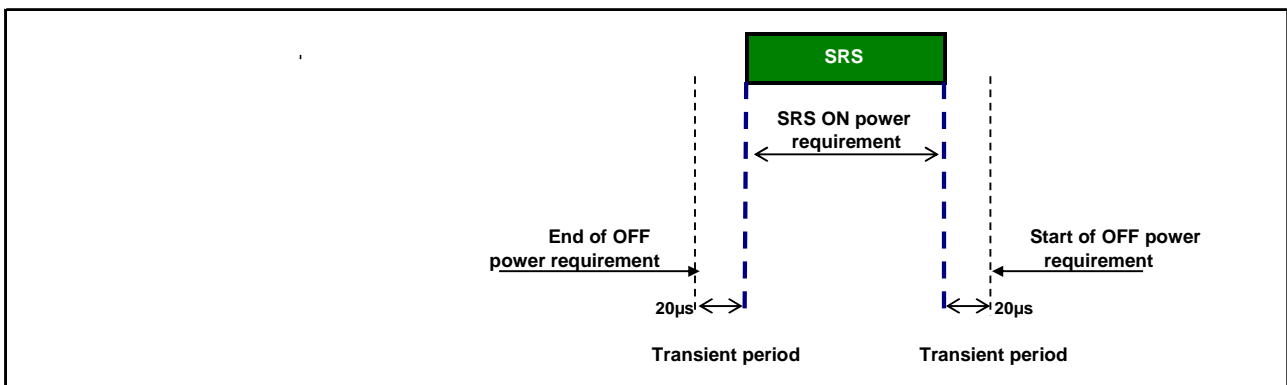 SRS
SRS ON power
requirement
End of OFF
power requirement
Start of OFF power
requirement
20µs
20µs
Transient period
Transient period